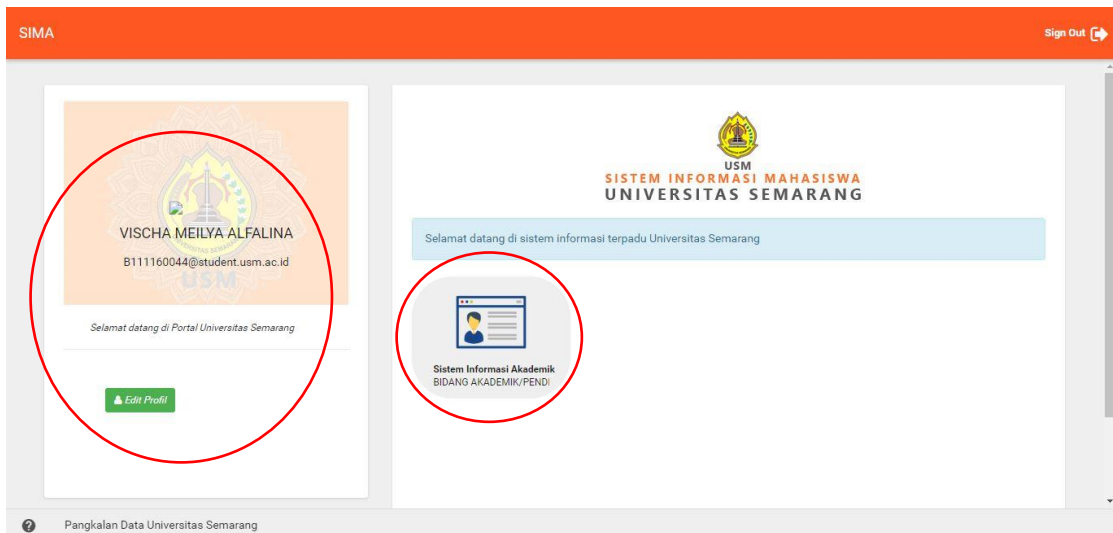 SIMA
Sign Out
USM
VISCHA MEILYA ALFALINA
B111160044@student.usm.ac.id
Selamat datang di Portal Universitas Semarang
Edit Profil
USM
SISTEM INFORMASI MAHASISWA
UNIVERSITAS SEMARANG
Selamat datang di sistem informasi terpadu Universitas Semarang
Sistem Informasi Akademik
BIDANG AKADEMIK/PENDI
Pangkalan Data Universitas Semarang